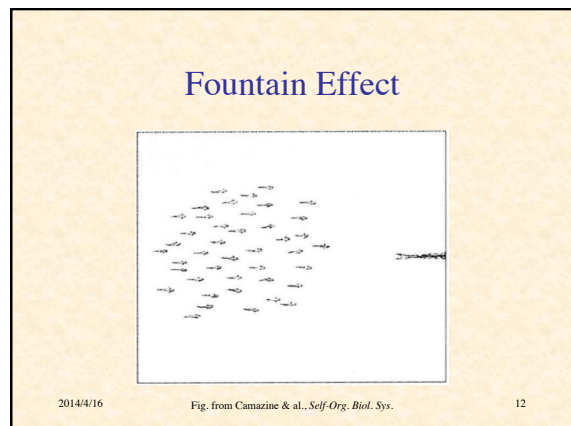 Fountain Effect
2014/4/16
Fig. from Camazine & al., Self-Org. Biol. Sys.
12